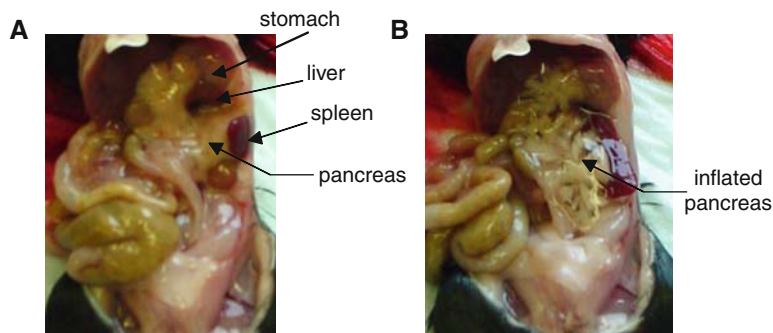 A
stomach
liver
spleen
pancreas
B
inflated
pancreas